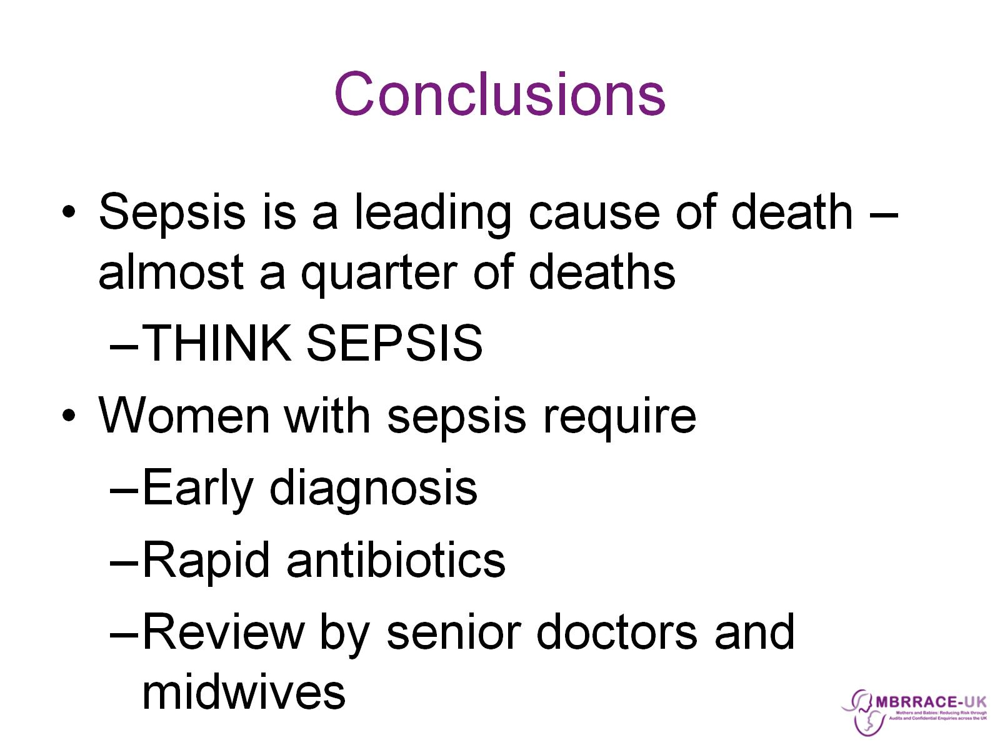 Conclusions
• Sepsis is a leading cause of death –
almost a quarter of deaths
–THINK SEPSIS
• Women with sepsis require
–Early diagnosis
–Rapid antibiotics
–Review by senior doctors and
midwives
MBRRACE-UK
Mothers and Babies: Reducing Risk through
Audits and Confidential Enquiries across the UK